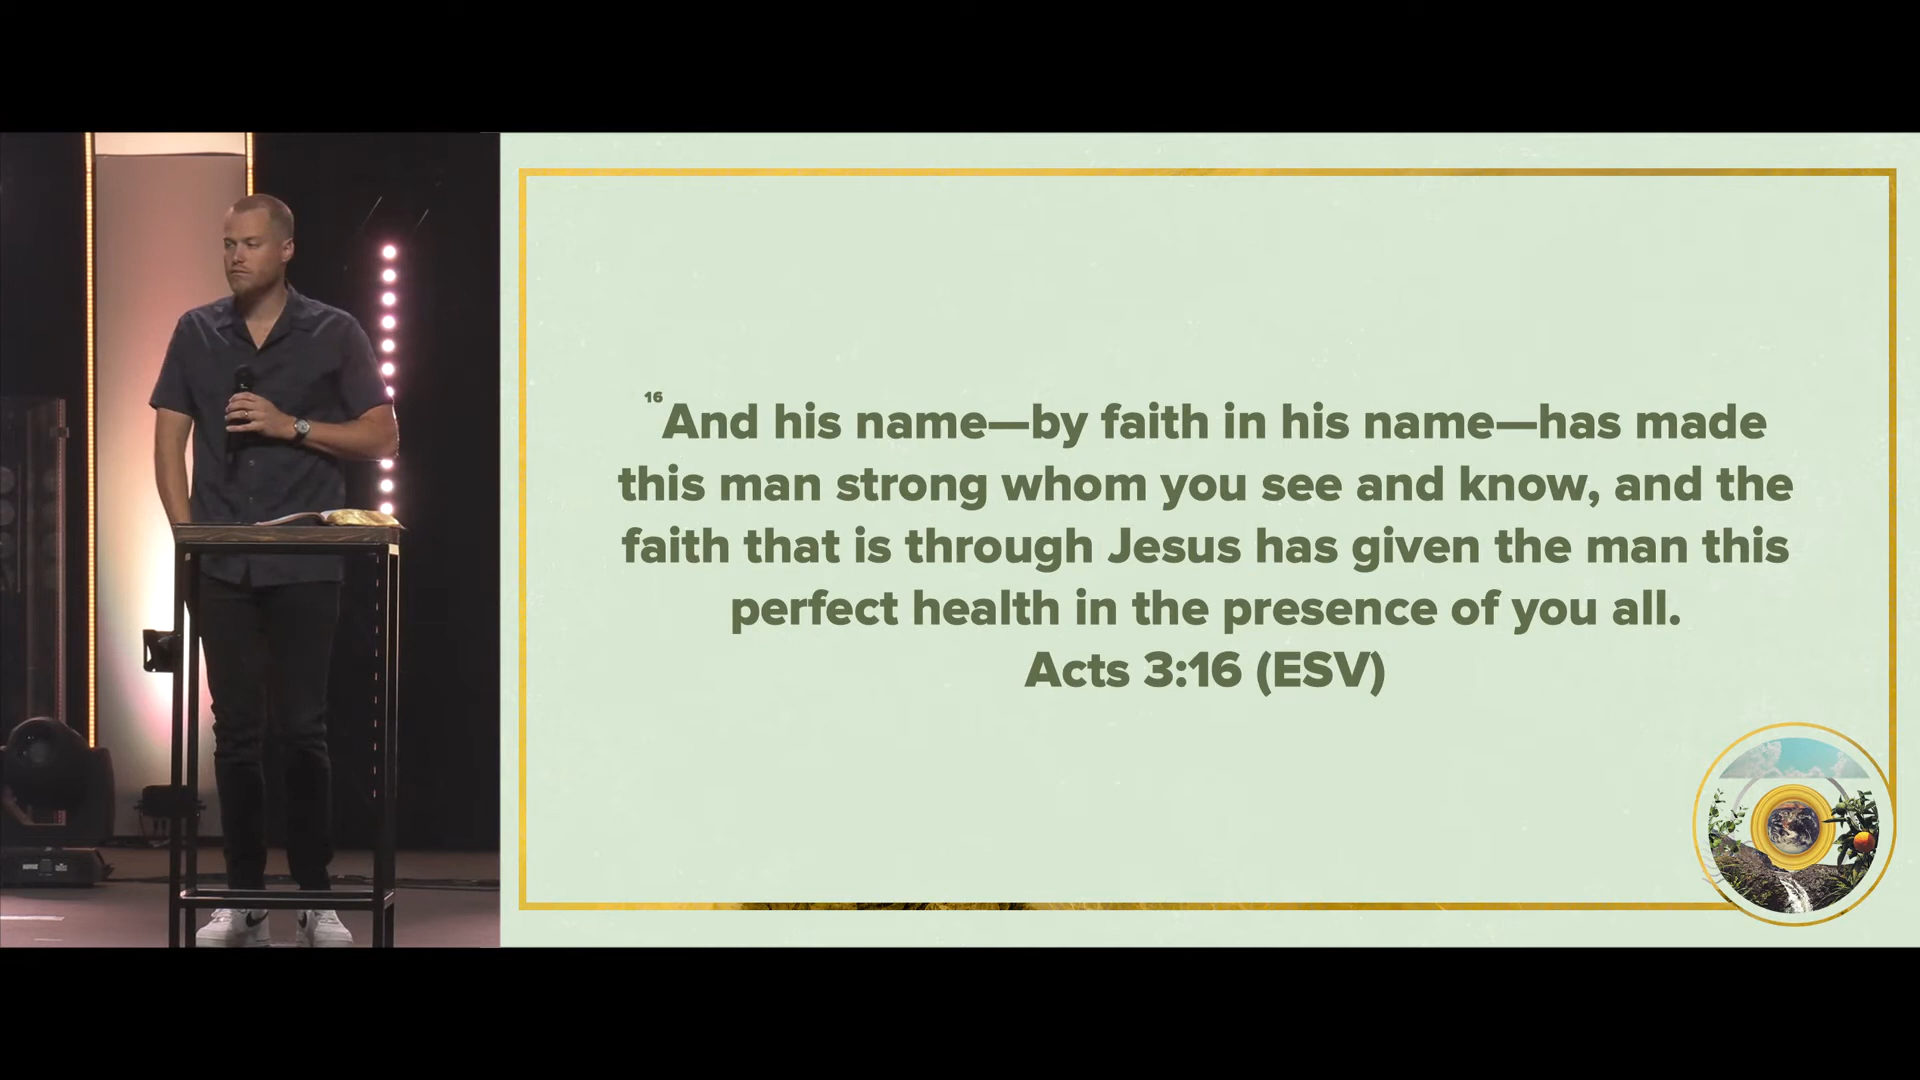 16 And his name—by faith in his name—has made
this man strong whom you see and know, and the
faith that is through Jesus has given the man this
perfect health in the presence of you all.
Acts 3:16 (ESV)